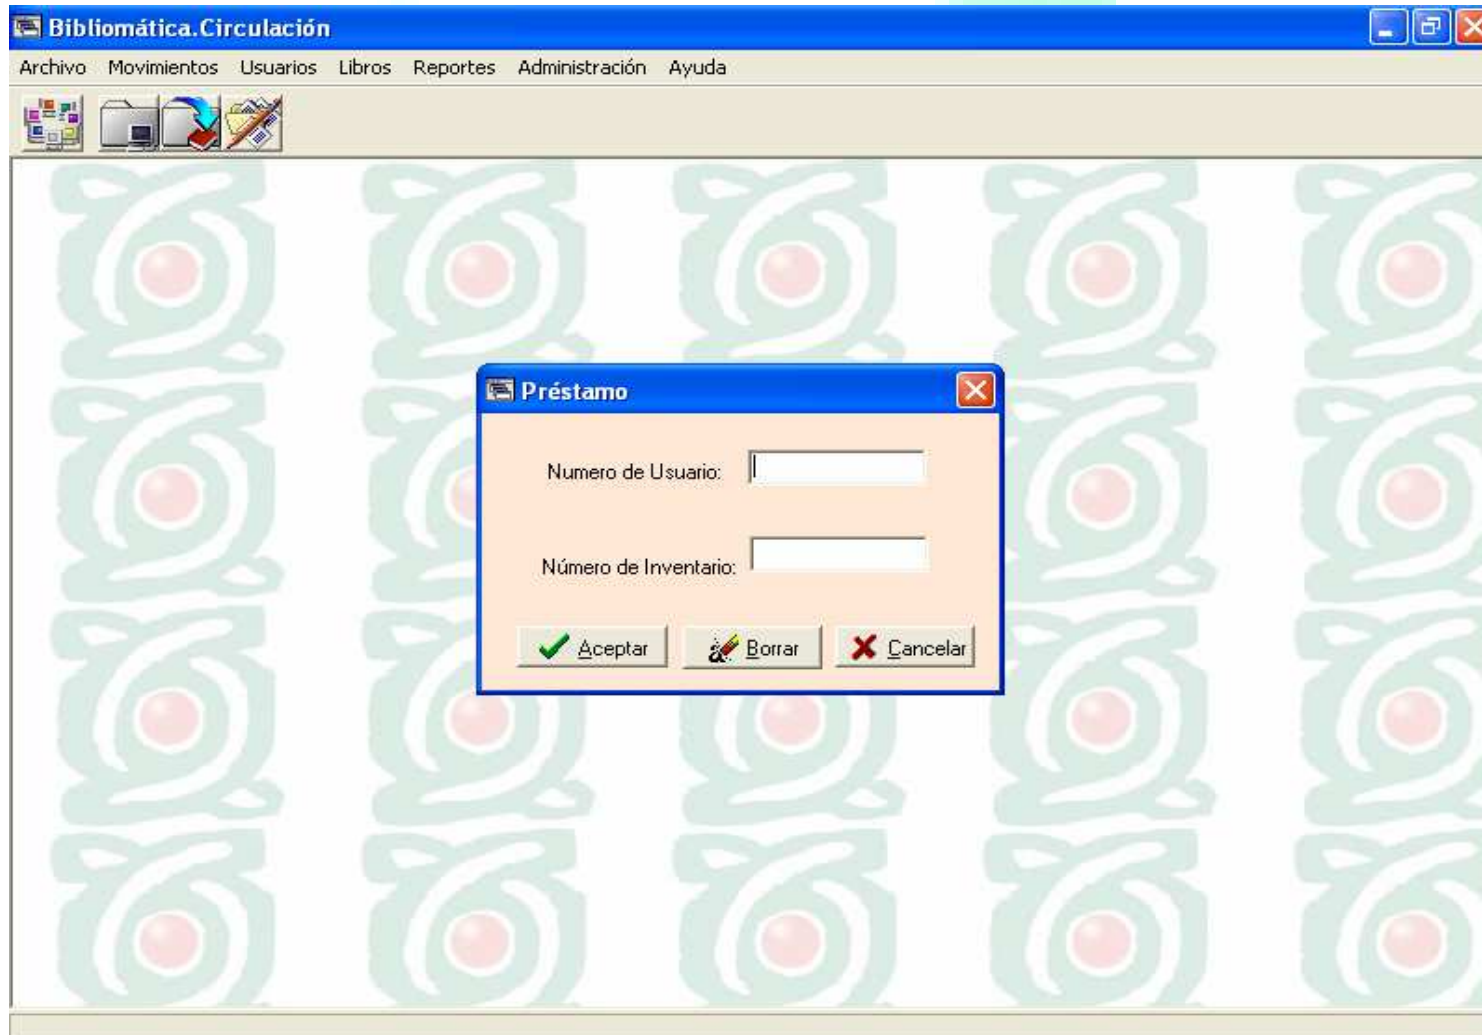 Bibliomática.Circulación
Archivo Movimientos Usuarios Libros Reportes Administración Ayuda
Préstamo
Numero de Usuario:
Número de Inventario:
Aceptar Borrar Cancelar